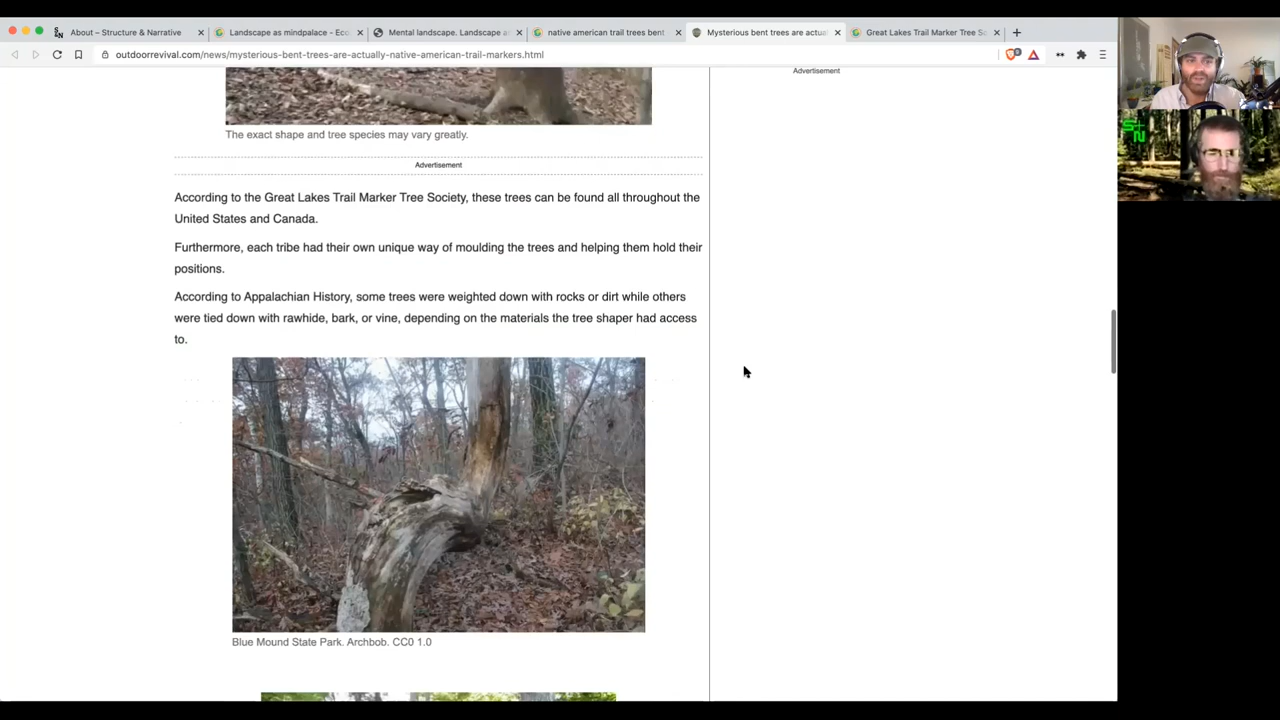 About – Structure & Narrative
Landscape as mindpalace - Eco
Mental landscape. Landscape a
native american trail trees bent
Mysterious bent trees are actua
Great Lakes Trail Marker Tree So
outdoorrevival.com/news/mysterious-bent-trees-are-actually-native-american-trail-markers.html
Advertisement
The exact shape and tree species may vary greatly.
Advertisement
According to the Great Lakes Trail Marker Tree Society, these trees can be found all throughout the
United States and Canada.
Furthermore, each tribe had their own unique way of moulding the trees and helping them hold their
positions.
According to Appalachian History, some trees were weighted down with rocks or dirt while others
were tied down with rawhide, bark, or vine, depending on the materials the tree shaper had access
to.
Blue Mound State Park. Archbob. CC0 1.0
S+
N